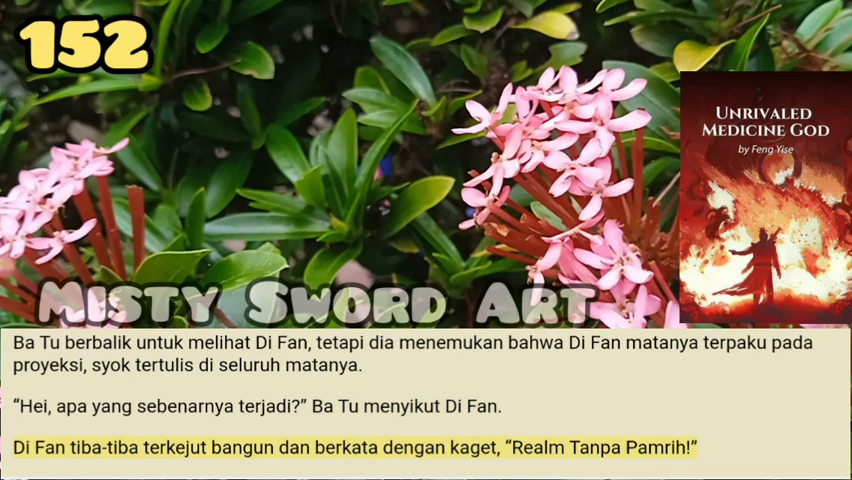 152
UNRIVALED
MEDICINE GOD
by Feng Yise
MISTY SWORD ART
Ba Tu berbalik untuk melihat Di Fan, tetapi dia menemukan bahwa Di Fan matanya terpaku pada
proyeksi, syok tertulis di seluruh matanya.
“Hei, apa yang sebenarnya terjadi?” Ba Tu menyikut Di Fan.
Di Fan tiba-tiba terkejut bangun dan berkata dengan kaget, “Realm Tanpa Pamrih!”